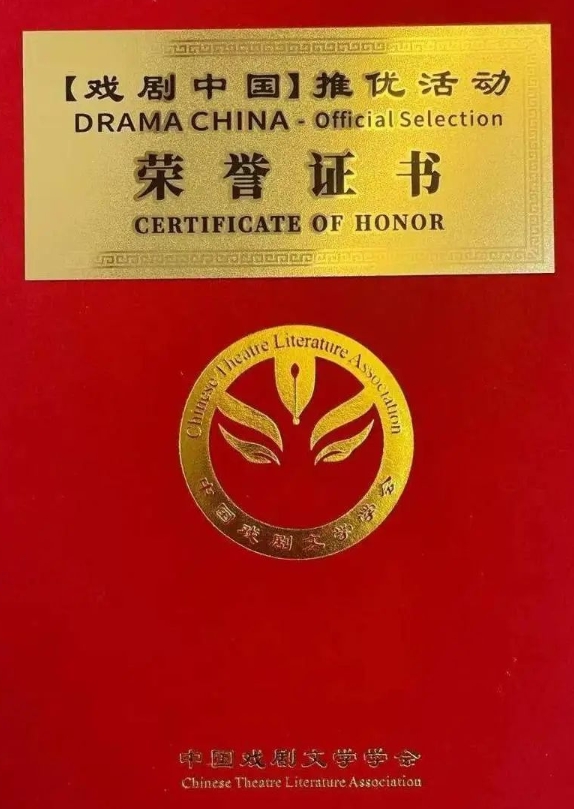 【戏剧中国】推优活动
DRAMA CHINA - Official Selection
荣誉证书
CERTIFICATE OF HONOR
Chinese Theatre Literature Association
中国戏剧文学学会
中国戏剧文学学会
Chinese Theatre Literature Association